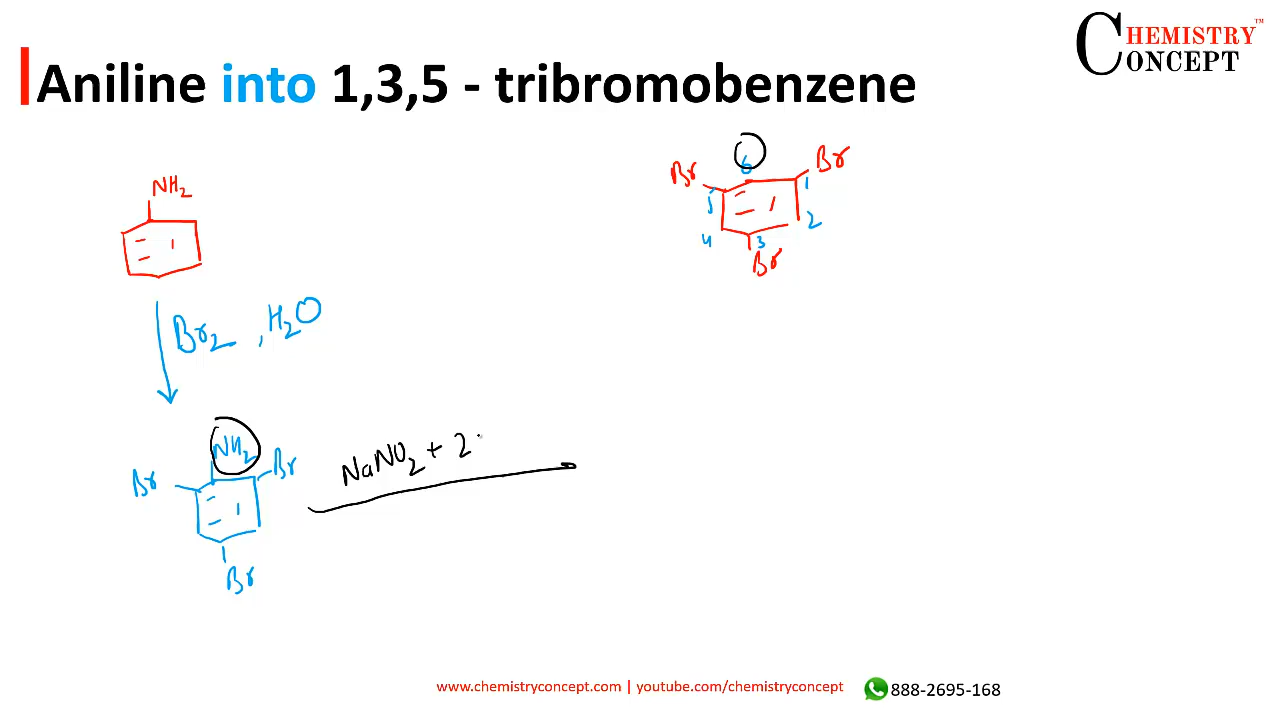 CHEMISTRY™
CONCEPT
Aniline into 1,3,5 - tribromobenzene
Br
6
Br
5
1
4
3
2
Br
NH2
Br2 , H2O
NH2
Br
Br
Br
NaNO2 + 2
www.chemistryconcept.com | youtube.com/chemistryconcept
888-2695-168